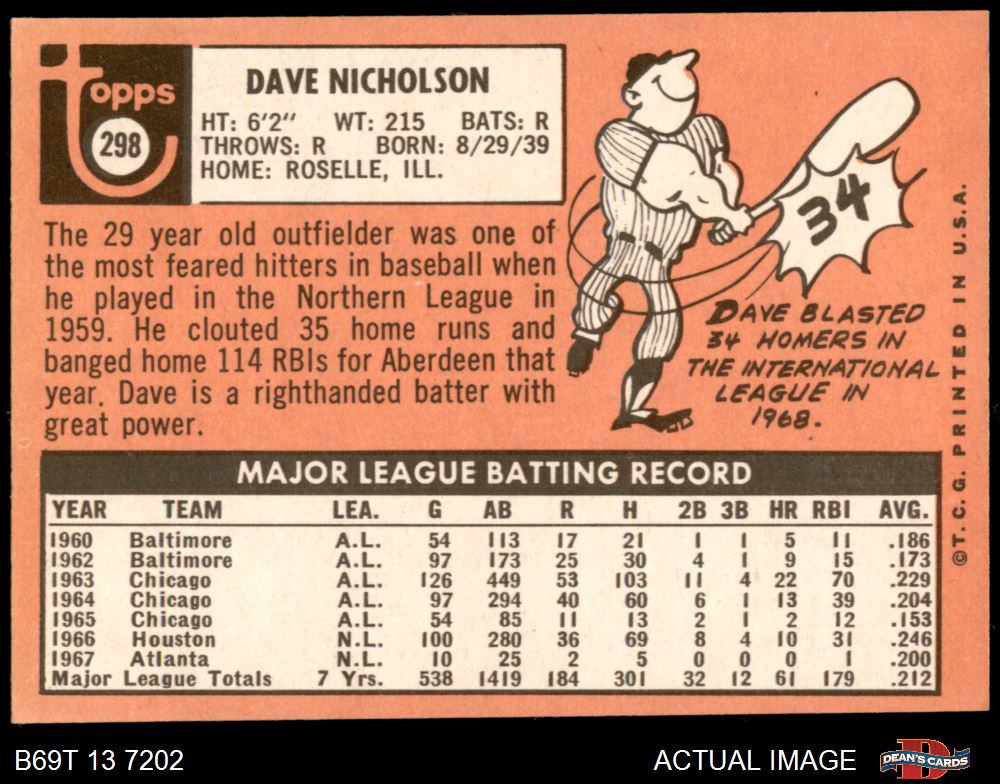 Topps
298
DAVE NICHOLSON
HT: 6'2" WT: 215 BATS: R
THROWS: R BORN: 8/29/39
HOME: ROSELLE, ILL.
The 29 year old outfielder was one of
the most feared hitters in baseball when
he played in the Northern League in
1959. He clouted 35 home runs and
banged home 114 RBIs for Aberdeen that
year. Dave is a righthanded batter with
great power.
34
DAVE BLASTED
34 HOMERS IN
THE INTERNATIONAL
LEAGUE IN
1968.
©T. C. G. PRINTED IN U.S.A.
MAJOR LEAGUE BATTING RECORD
YEAR TEAM LEA. G AB R H 2B 3B HR RBI AVG.
1960 Baltimore A.L. 54 113 17 21 1 1 5 11 .186
1962 Baltimore A.L. 97 173 25 30 4 1 9 15 .173
1963 Chicago A.L. 126 449 53 103 11 4 22 70 .229
1964 Chicago A.L. 97 294 40 60 6 1 13 39 .204
1965 Chicago A.L. 54 85 11 13 2 1 2 12 .153
1966 Houston N.L. 100 280 36 69 8 4 10 31 .246
1967 Atlanta N.L. 10 25 2 5 0 0 0 1 .200
Major League Totals 7 Yrs. 538 1419 184 301 32 12 61 179 .212
B69T 13 7202 ACTUAL IMAGE DEAN'S CARDS